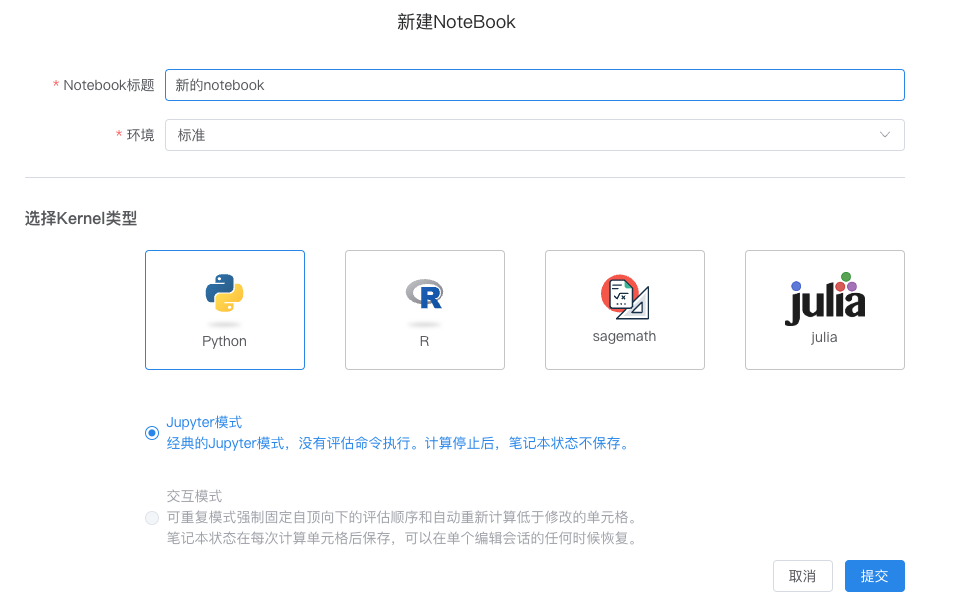 新建NoteBook
* Notebook标题 新的notebook
* 环境 标准
选择Kernel类型
Python R sagemath julia julia
Jupyter模式
经典的Jupyter模式，没有评估命令执行。计算停止后，笔记本状态不保存。
交互模式
可重复模式强制固定自顶向下的评估顺序和自动重新计算低于修改的单元格。
笔记本状态在每次计算单元格后保存，可以在单个编辑会话的任何时候恢复。
取消 提交